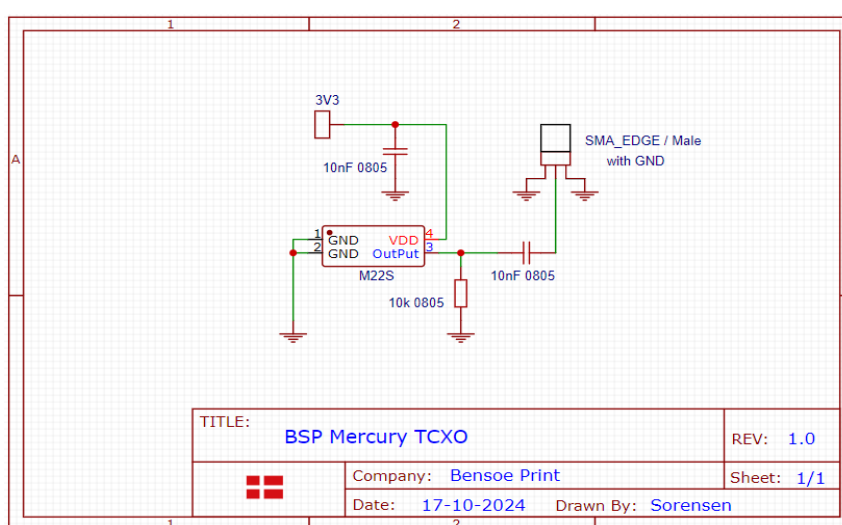 1 2
3V3
SMA_EDGE / Male
with GND
A
10nF 0805
1 GND VDD 4
2 GND OutPut 3
M22S
10nF 0805
10k 0805
TITLE:
BSP Mercury TCXO
REV: 1.0
Company: Bensoe Print
Sheet: 1/1
Date: 17-10-2024 Drawn By: Sorensen
1 2